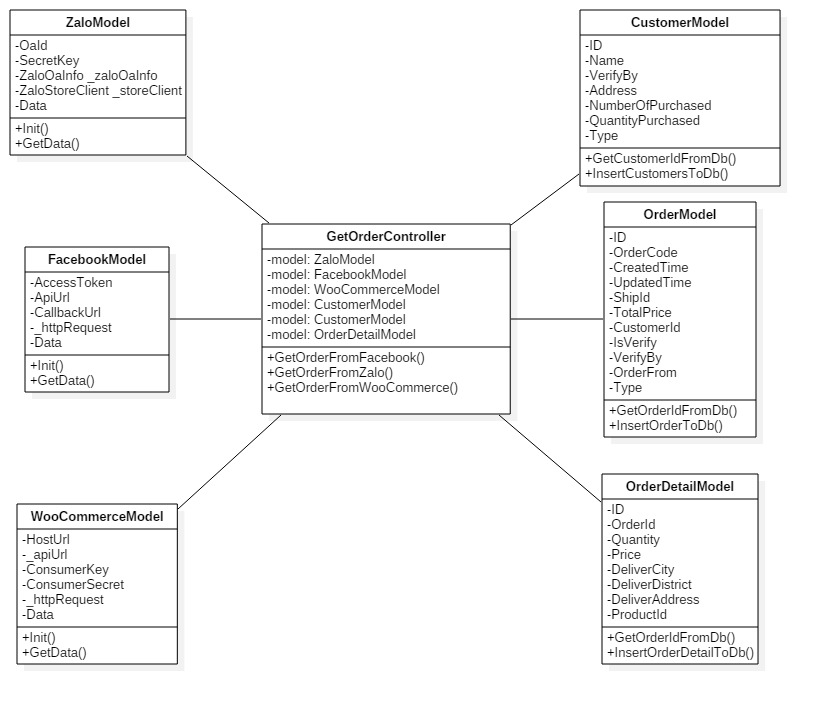 ZaloModel
-OaId
-SecretKey
-ZaloOaInfo _zaloOaInfo
-ZaloStoreClient _storeClient
-Data
+Init()
+GetData()
CustomerModel
-ID
-Name
-VerifyBy
-Address
-NumberOfPurchased
-QuantityPurchased
-Type
+GetCustomerIdFromDb()
+InsertCustomersToDb()
FacebookModel
-AccessToken
-ApiUrl
-CallbackUrl
-_httpRequest
-Data
+Init()
+GetData()
GetOrderController
-model: ZaloModel
-model: FacebookModel
-model: WooCommerceModel
-model: CustomerModel
-model: CustomerModel
-model: OrderDetailModel
+GetOrderFromFacebook()
+GetOrderFromZalo()
+GetOrderFromWooCommerce()
OrderModel
-ID
-OrderCode
-CreatedTime
-UpdatedTime
-ShipId
-TotalPrice
-CustomerId
-IsVerify
-VerifyBy
-OrderFrom
-Type
+GetOrderIdFromDb()
+InsertOrderToDb()
WooCommerceModel
-HostUrl
-_apiUrl
-ConsumerKey
-ConsumerSecret
-_httpRequest
-Data
+Init()
+GetData()
OrderDetailModel
-ID
-OrderId
-Quantity
-Price
-DeliverCity
-DeliverDistrict
-DeliverAddress
-ProductId
+GetOrderIdFromDb()
+InsertOrderDetailToDb()